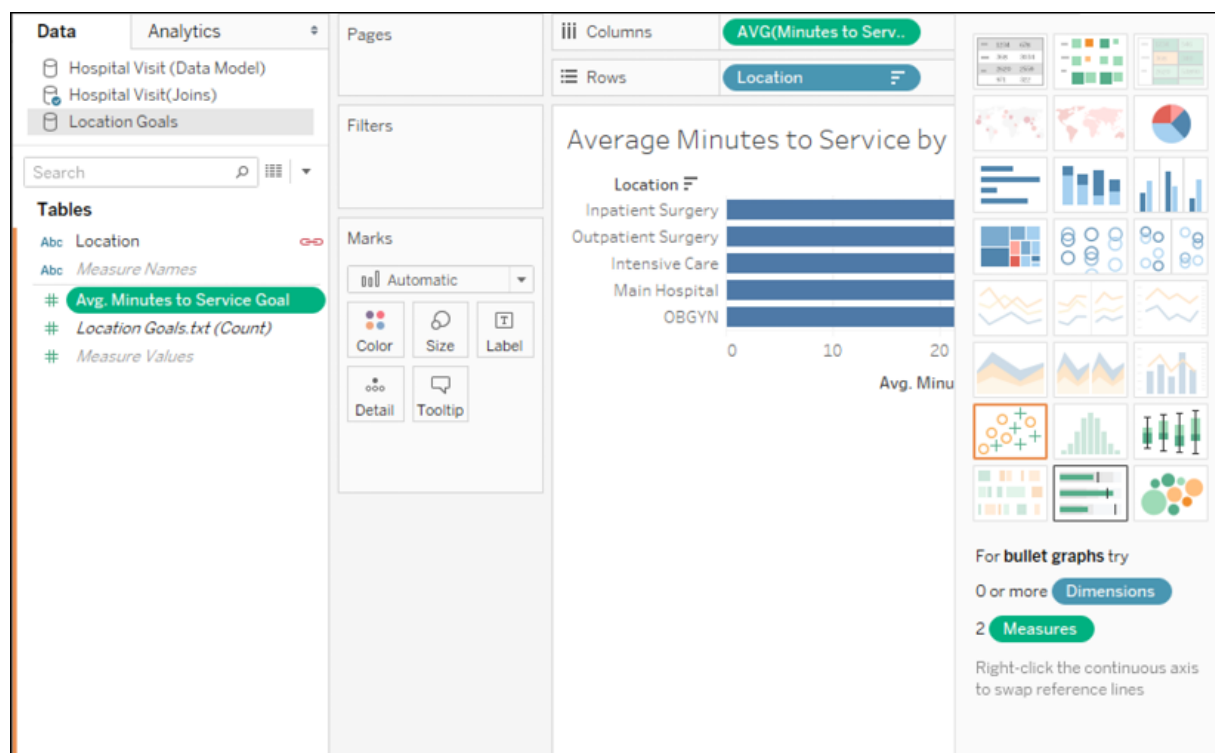 Data
Analytics
Hospital Visit (Data Model)
Hospital Visit(Joins)
Location Goals
Search
Tables
Abc Location
Abc Measure Names
# Avg. Minutes to Service Goal
# Location Goals.txt (Count)
# Measure Values
Pages
Filters
Marks
Automatic
Color
Size
Label
Detail
Tooltip
Columns
AVG(Minutes to Serv..
Rows
Location
Average Minutes to Service by
Location
Inpatient Surgery
Outpatient Surgery
Intensive Care
Main Hospital
OBGYN
0 10 20
Avg. Minu
For bullet graphs try
0 or more Dimensions
2 Measures
Right-click the continuous axis
to swap reference lines